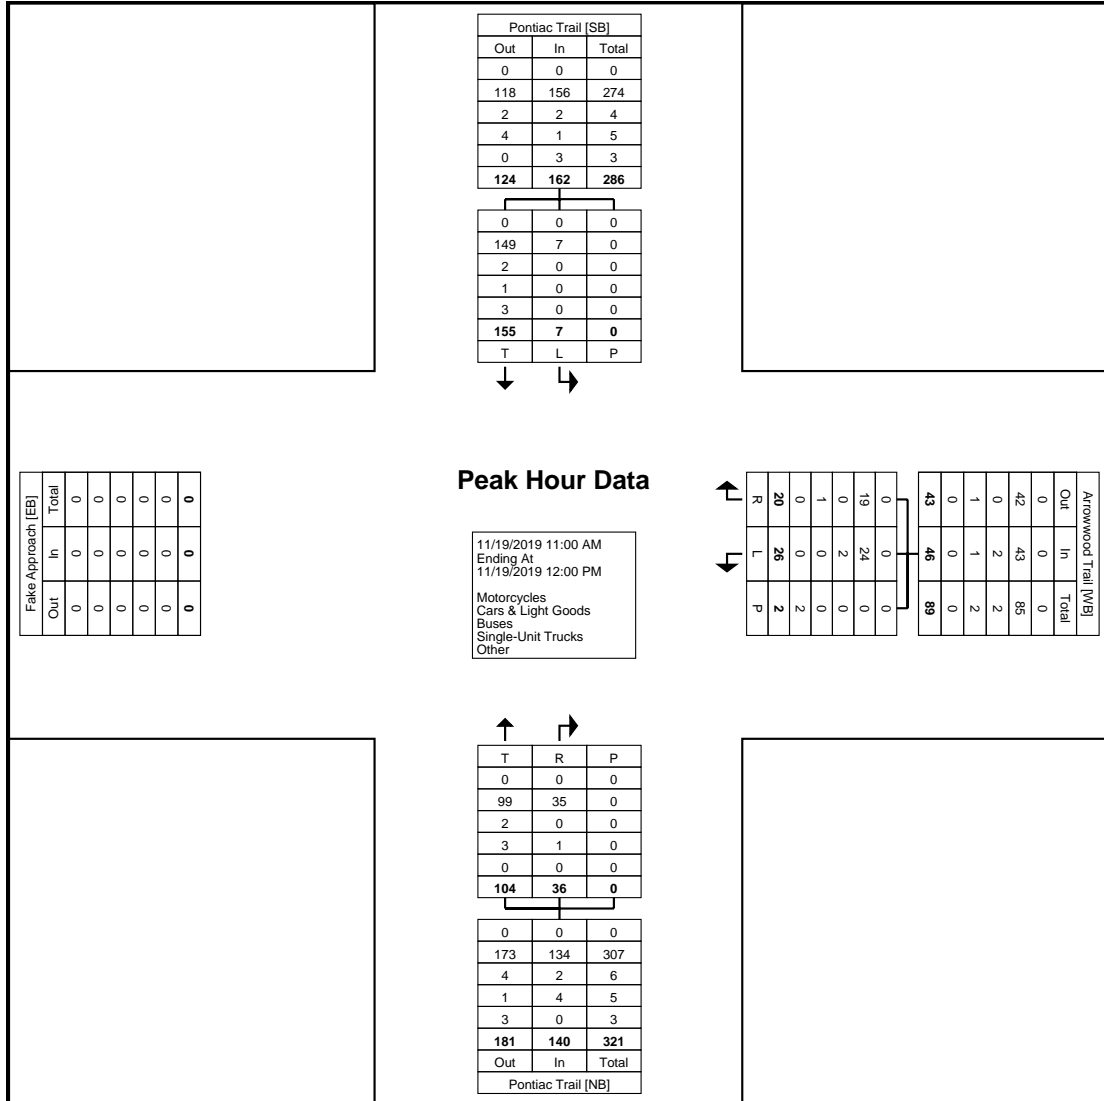 Pontiac Trail [SB]
Out In Total
0 0 0
118 156 274
2 2 4
4 1 5
0 3 3
124 162 286
0 0 0
149 7 0
2 0 0
1 0 0
3 0 0
155 7 0
T L P
Fake Approach [EB]
Total 0 0 0 0 0 0
In 0 0 0 0 0 0
Out 0 0 0 0 0 0
Peak Hour Data
11/19/2019 11:00 AM
Ending At
11/19/2019 12:00 PM
Motorcycles
Cars & Light Goods
Buses
Single-Unit Trucks
Other
Arrowwood Trail [WB]
Out In Total
0 0 0
42 43 85
0 2 2
1 1 2
0 0 0
43 46 89
0 0 0
19 24 0
0 2 0
1 0 0
0 0 2
20 26 2
R L P
T R P
0 0 0
99 35 0
2 0 0
3 1 0
0 0 0
104 36 0
0 0 0
173 134 307
4 2 6
1 4 5
3 0 3
181 140 321
Out In Total
Pontiac Trail [NB]